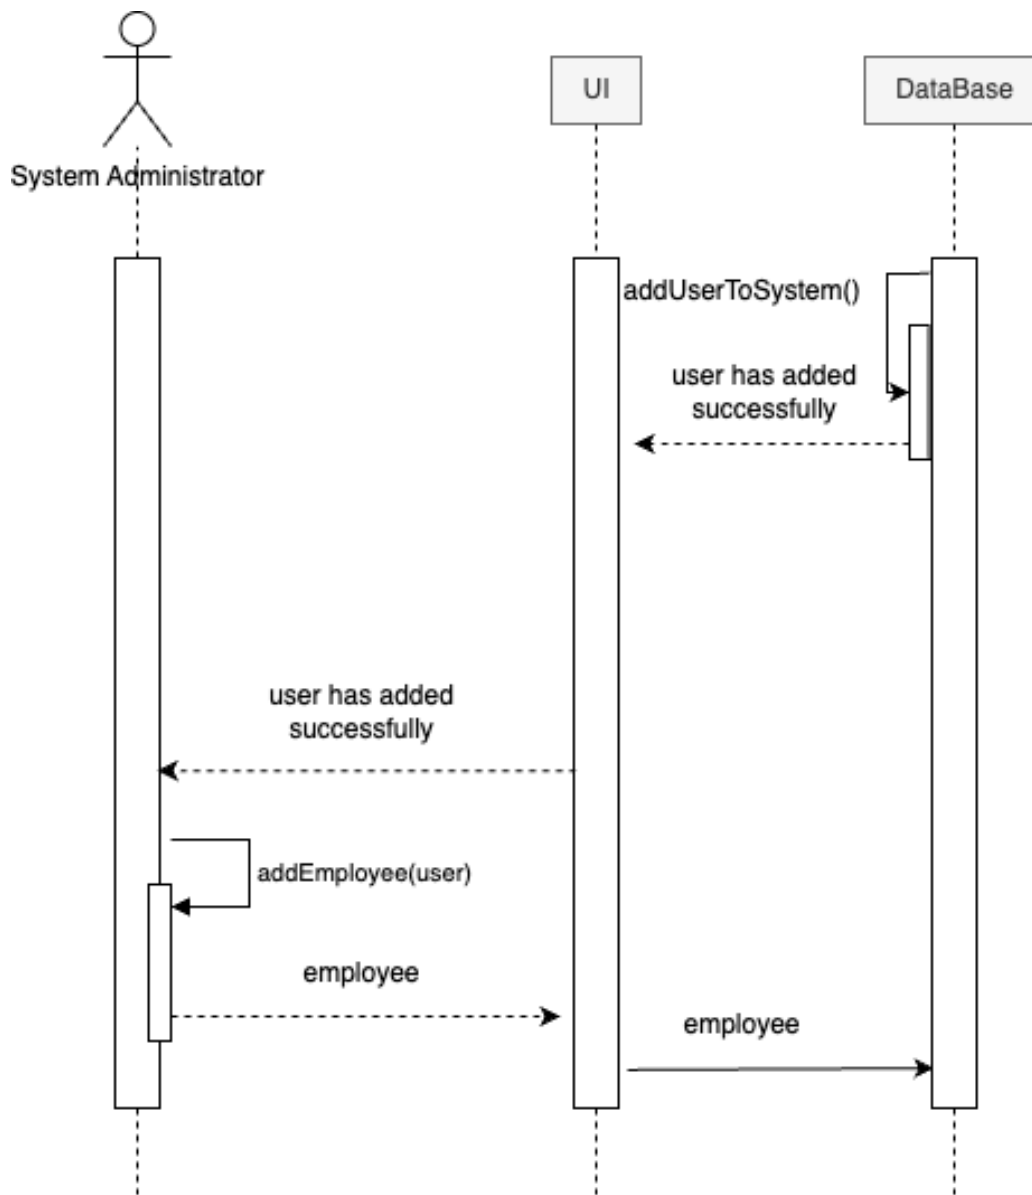 System Administrator
UI
DataBase
addUserToSystem()
user has added
successfully
user has added
successfully
addEmployee(user)
employee
employee